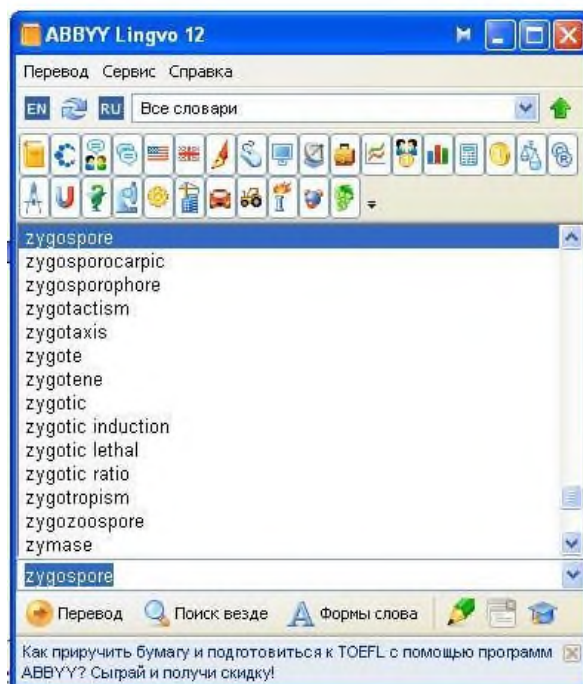 ABBYY Lingvo 12
Перевод Сервис Справка
EN RU Все словари
zygospore
zygosporocarpic
zygosporophore
zygotactism
zygotaxis
zygote
zygotene
zygotic
zygotic induction
zygotic lethal
zygotic ratio
zygotropism
zygozoospore
zymase
zygospore
Перевод Поиск везде Формы слова
Как приручить бумагу и подготовиться к TOEFL с помощью программ
ABBYY? Сыграй и получи скидку!